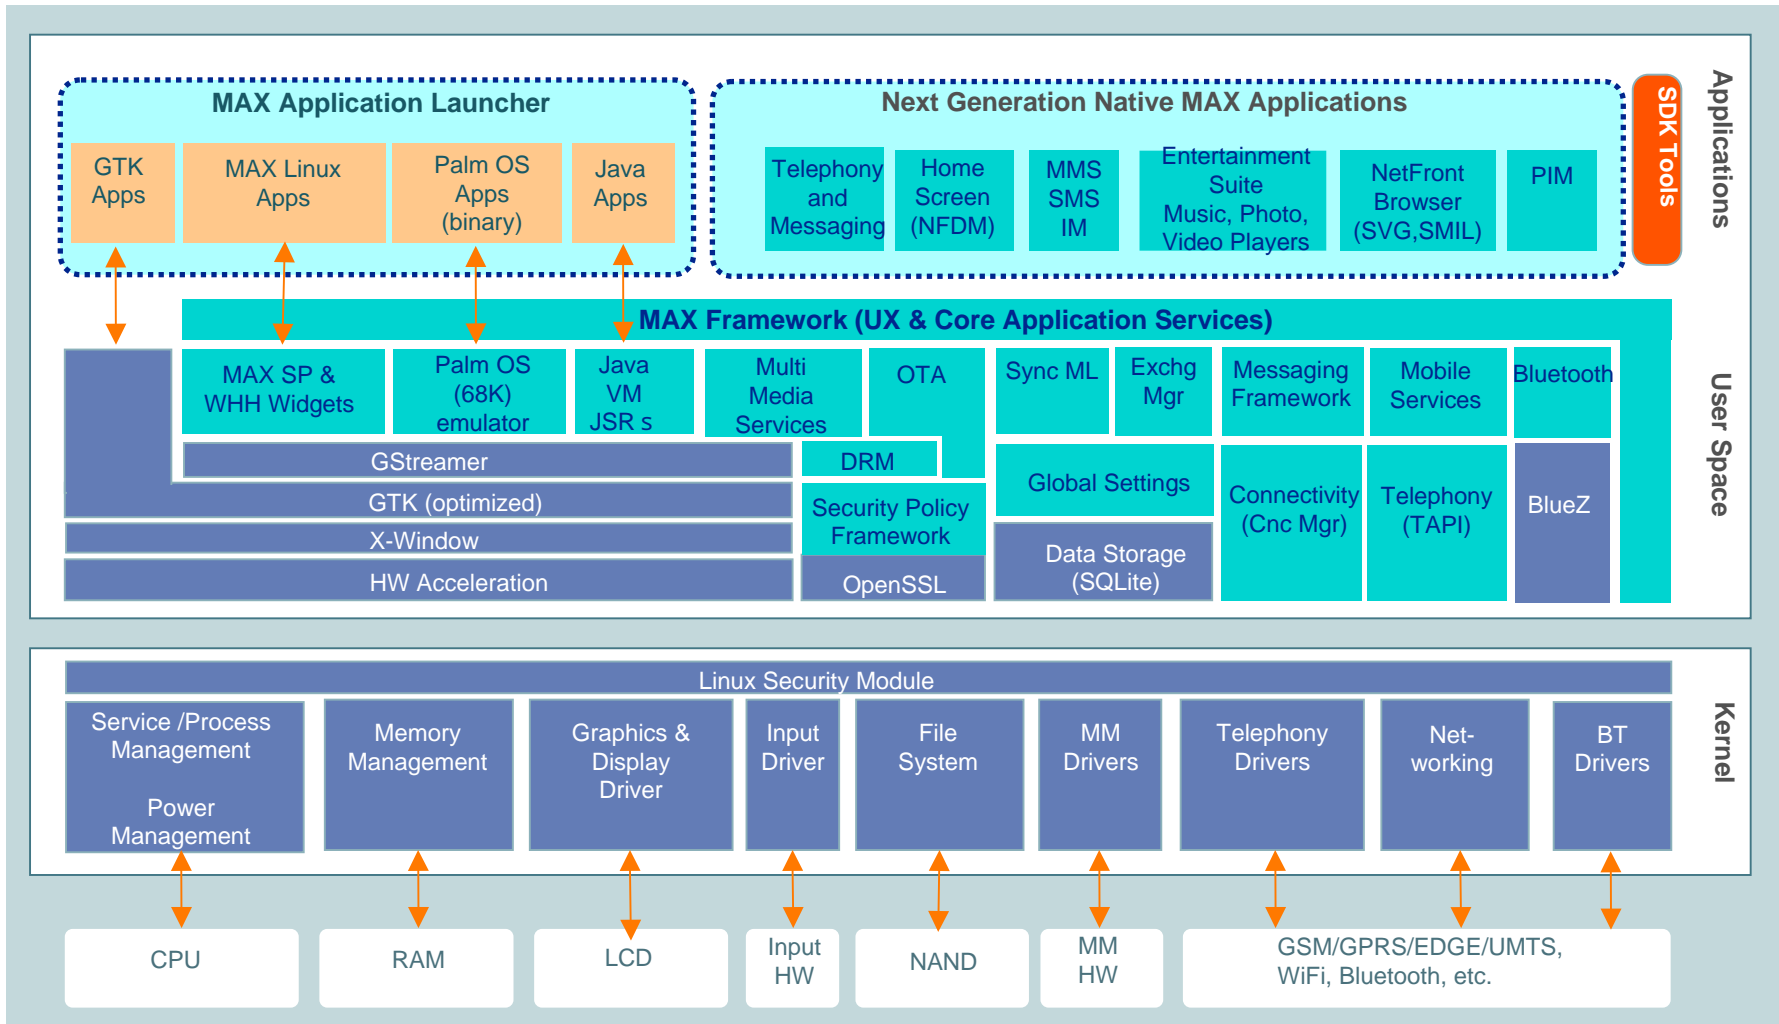 MAX Application Launcher
GTK
Apps
MAX Linux
Apps
Palm OS
Apps
(binary)
Java
Apps
Next Generation Native MAX Applications
Telephony
and
Messaging
Home
Screen
(NFDM)
MMS
SMS
IM
Entertainment
Suite
Music, Photo,
Video Players
NetFront
Browser
(SVG,SMIL)
PIM
SDK Tools
Applications
MAX Framework (UX & Core Application Services)
MAX SP &
WHH Widgets
Palm OS
(68K)
emulator
Java
VM
JSR s
Multi
Media
Services
OTA
Sync ML
Exchg
Mgr
Messaging
Framework
Mobile
Services
Bluetooth
GStreamer
DRM
Global Settings
Connectivity
(Cnc Mgr)
Telephony
(TAPI)
BlueZ
GTK (optimized)
Security Policy
Framework
X-Window
Data Storage
(SQLite)
HW Acceleration
OpenSSL
User Space
Linux Security Module
Service /Process
Management
Power
Management
Memory
Management
Graphics &
Display
Driver
Input
Driver
File
System
MM
Drivers
Telephony
Drivers
Net-
working
BT
Drivers
Kernel
CPU
RAM
LCD
Input
HW
NAND
MM
HW
GSM/GPRS/EDGE/UMTS,
WiFi, Bluetooth, etc.